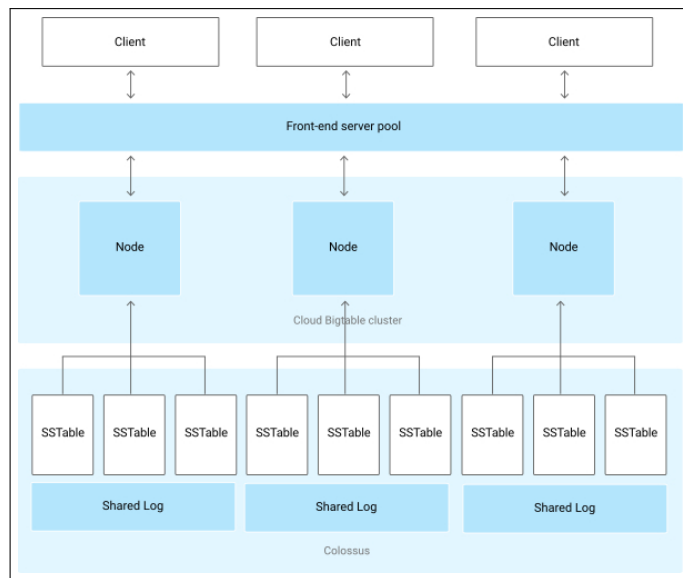 Client
Client
Client
Front-end server pool
Node
Node
Node
Cloud Bigtable cluster
SSTable
SSTable
SSTable
SSTable
SSTable
SSTable
SSTable
SSTable
SSTable
Shared Log
Shared Log
Shared Log
Colossus